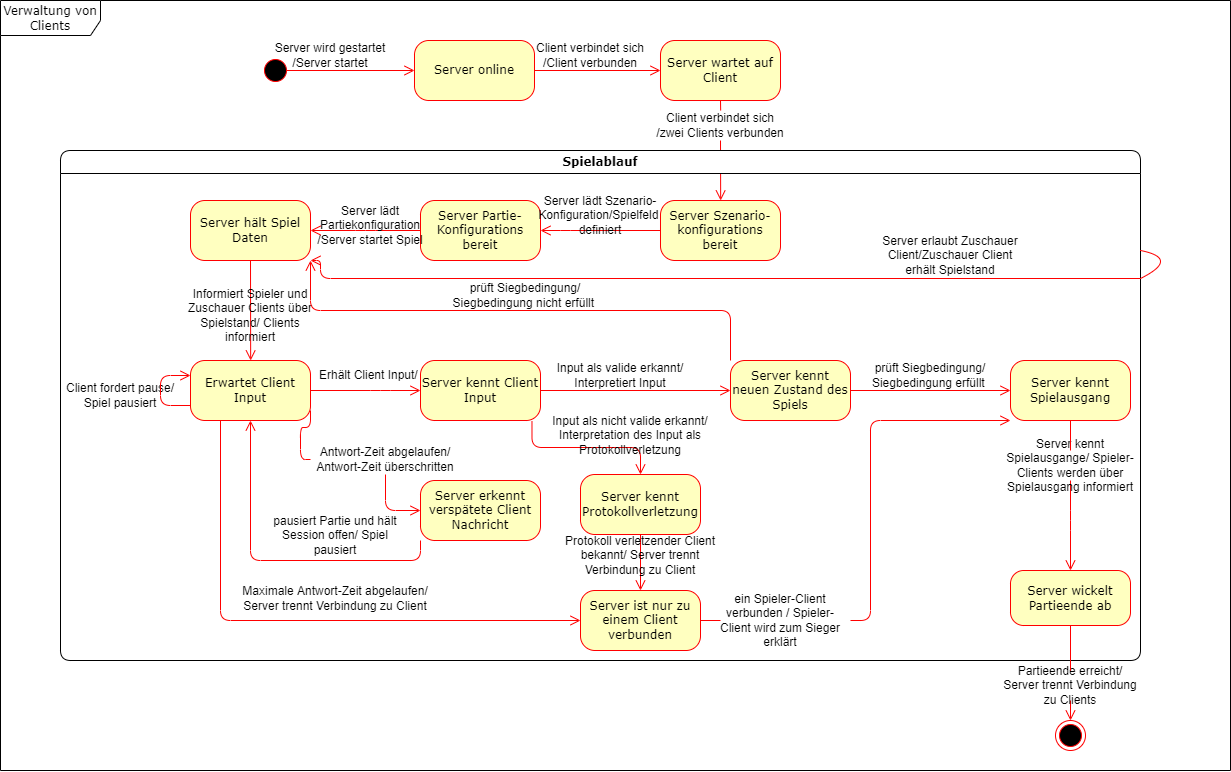 Verwaltung von
Clients
Server wird gestartet
/Server startet
Server online
Client verbindet sich
/Client verbunden
Server wartet auf
Client
Client verbindet sich
/zwei Clients verbunden
Spielablauf
Server hält Spiel
Daten
Server lädt
Partiekonfiguration
/Server startet Spiel
Server Partie-
Konfigurations
bereit
Server lädt Szenario-
Konfiguration/Spielfeld
definiert
Server Szenario-
konfigurations
bereit
Server erlaubt Zuschauer
Client/Zuschauer Client
erhält Spielstand
Informiert Spieler und
Zuschauer Clients über
Spielstand/ Clients
informiert
prüft Siegbedingung/
Siegbedingung nicht erfüllt
Client fordert pause/
Spiel pausiert
Erwartet Client
Input
Erhält Client Input/
Server kennt Client
Input
Input als valide erkannt/
Interpretiert Input
Server kennt
neuen Zustand des
Spiels
prüft Siegbedingung/
Siegbedingung erfüllt
Server kennt
Spielausgang
Input als nicht valide erkannt/
Interpretation des Input als
Protokollverletzung
Antwort-Zeit abgelaufen/
Antwort-Zeit überschritten
Server kennt
Spielausgange/ Spieler-
Clients werden über
Spielausgang informiert
Server erkennt
verspätete Client
Nachricht
Server kennt
Protokollverletzung
pausiert Partie und hält
Session offen/ Spiel
pausiert
Protokoll verletzender Client
bekannt/ Server trennt
Verbindung zu Client
Maximale Antwort-Zeit abgelaufen/
Server trennt Verbindung zu Client
Server ist nur zu
einem Client
verbunden
ein Spieler-Client
verbunden / Spieler-
Client wird zum Sieger
erklärt
Server wickelt
Partieende ab
Partieende erreicht/
Server trennt Verbindung
zu Clients